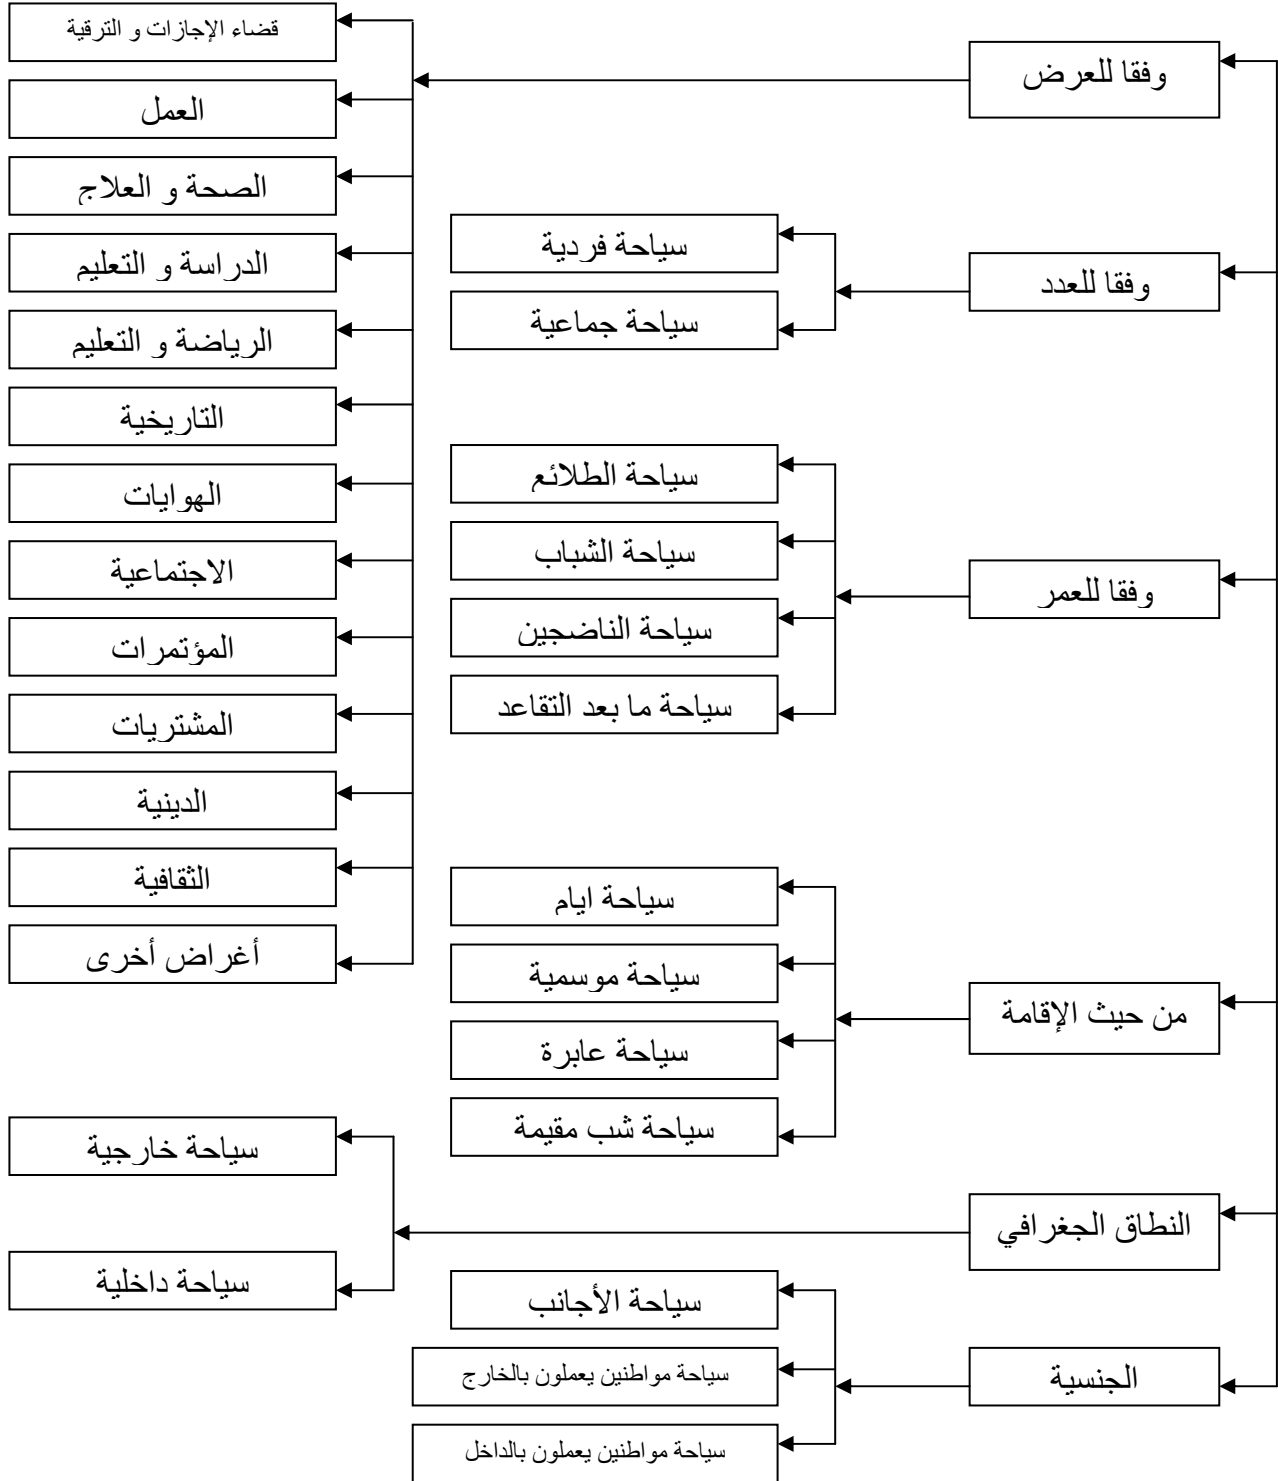 وفقا للعرض
قضاء الإجازات و الترقية
العمل
الصحة و العلاج
الدراسة و التعليم
الرياضة و التعليم
التاريخية
الهوايات
الاجتماعية
المؤتمرات
المشتريات
الدينية
الثقافية
أغراض أخرى
وفقا للعدد
سياحة فردية
سياحة جماعية
وفقا للعمر
سياحة الطلائع
سياحة الشباب
سياحة الناضجين
سياحة ما بعد التقاعد
من حيث الإقامة
سياحة ايام
سياحة موسمية
سياحة عابرة
سياحة شب مقيمة
النطاق الجغرافي
سياحة خارجية
سياحة داخلية
الجنسية
سياحة الأجانب
سياحة مواطنين يعملون بالخارج
سياحة مواطنين يعملون بالداخل